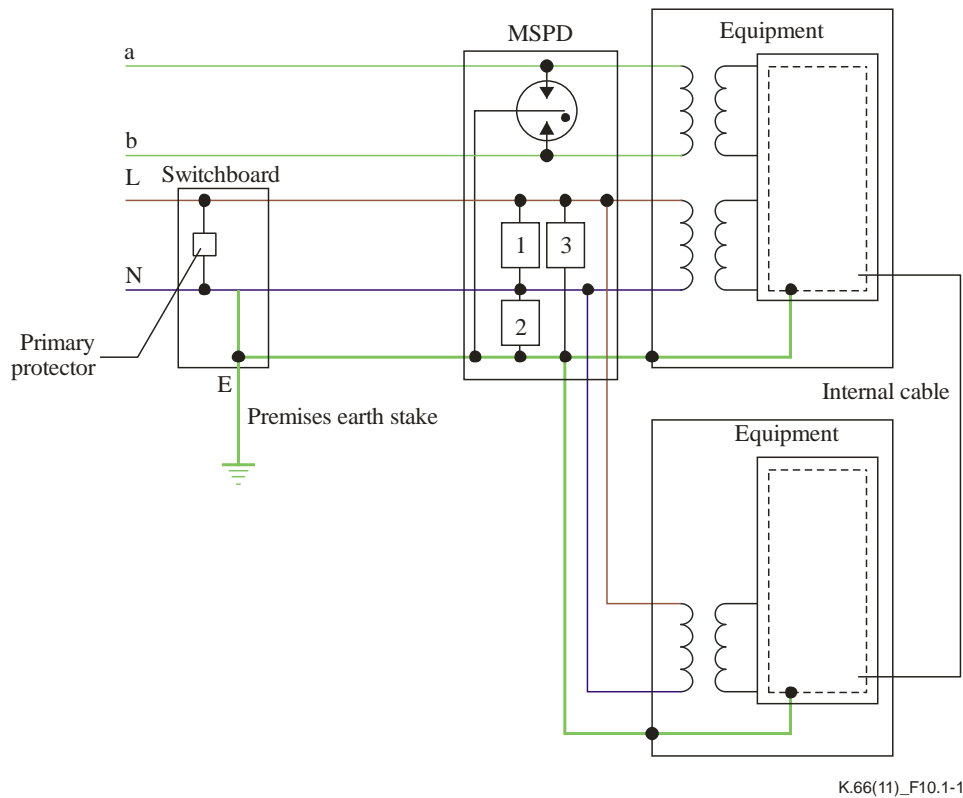 MSPD
Equipment
a
b
L
Switchboard
1
3
N
2
Primary
protector
E
Premises earth stake
Internal cable
Equipment
K.66(11)_F10.1-1